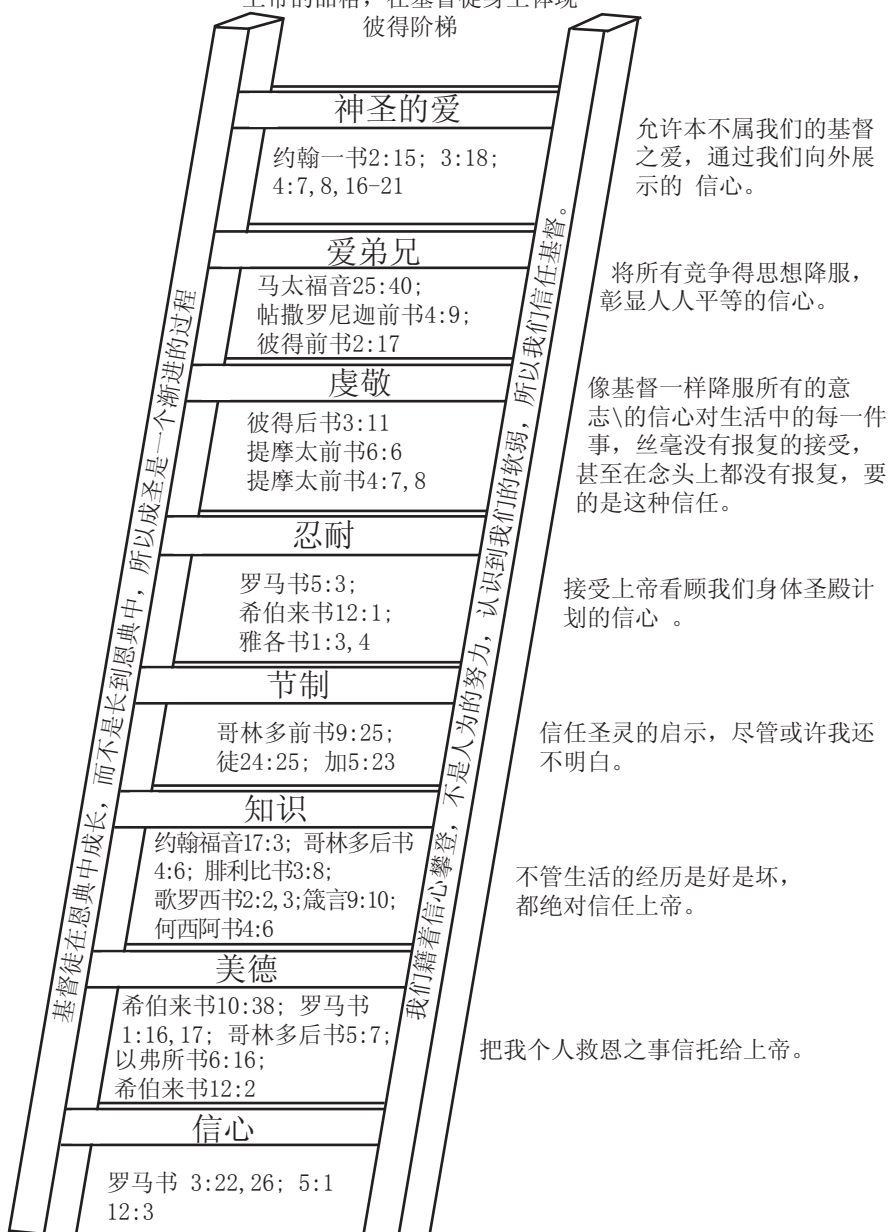 上帝的品格，在基督徒身上体现
彼得阶梯
神圣的爱
约翰一书2:15; 3:18;
4:7,8,16-21
允许本不属我们的基督
之爱，通过我们向外展
示的 信心。
爱弟兄
马太福音25:40;
帖撒罗尼迦前书4:9;
彼得前书2:17
将所有竞争得思想降服，
彰显人人平等的信心。
虔敬
彼得后书3:11
提摩太前书6:6
提摩太前书4:7,8
像基督一样降服所有的意
志\的信心对生活中的每一件
事，丝毫没有报复的接受，
甚至在念头上都没有报复，要
的是这种信任。
忍耐
罗马书5:3;
希伯来书12:1;
雅各书1:3,4
接受上帝看顾我们身体圣殿计
划的信心 。
节制
哥林多前书9:25;
徒24:25; 加5:23
信任圣灵的启示，尽管或许我还
不明白。
知识
约翰福音17:3; 哥林多后书
4:6; 腓利比书3:8;
歌罗西书2:2,3;箴言9:10;
何西阿书4:6
不管生活的经历是好是坏，
都绝对信任上帝。
美德
希伯来书10:38; 罗马书
1:16,17; 哥林多后书5:7;
以弗所书6:16;
希伯来书12:2
把我个人救恩之事信托给上帝。
信心
罗马书 3:22,26; 5:1
12:3
基督徒在恩典中成长，而不是长到恩典中，所以成圣是一个渐进的过程
我们籍着信心攀登，不是人为的努力，认识到我们的软弱，所以我们信任基督。